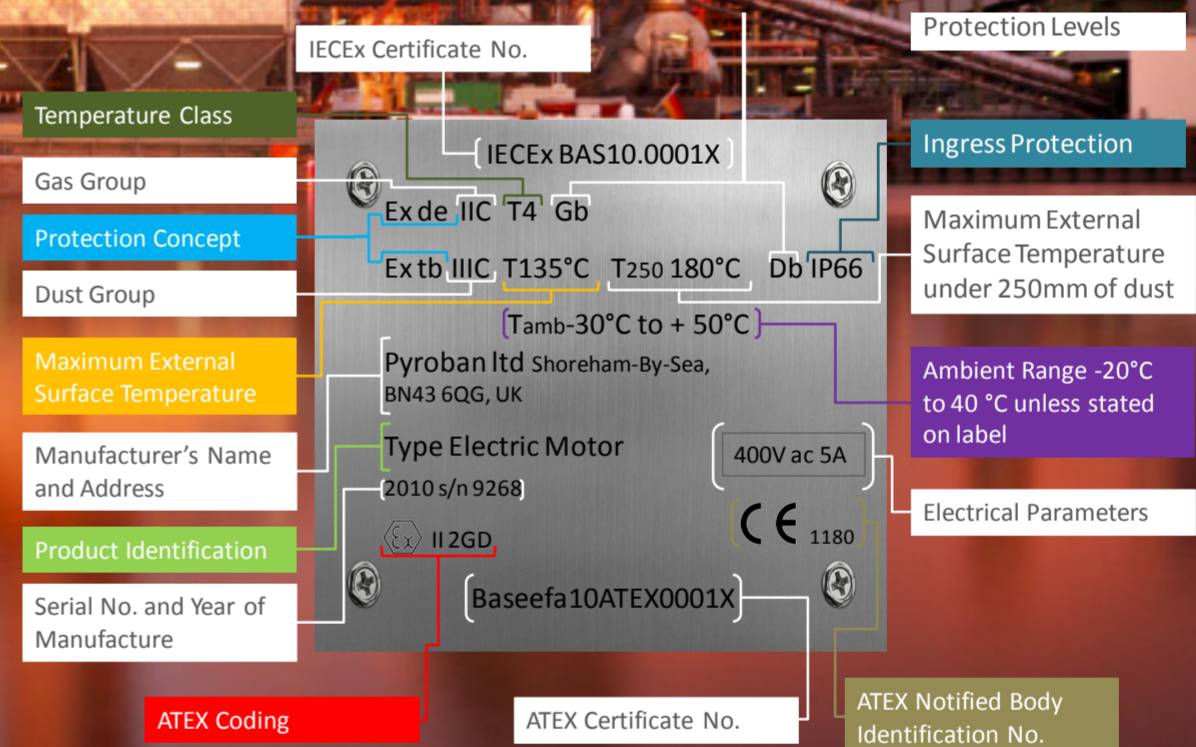 Protection Levels
IECEx Certificate No.
Temperature Class
Ingress Protection
IECEx BAS10.0001X
Gas Group
Ex de IIC T4 Gb
Protection Concept
Maximum External
Surface Temperature
under 250mm of dust
Ex tb IIIC T135°C T250 180°C Db IP66
Dust Group
Tamb-30°C to + 50°C
Maximum External
Surface Temperature
Pyroban ltd Shoreham-By-Sea,
BN43 6QG, UK
Ambient Range -20°C
to 40 °C unless stated
on label
Manufacturer's Name
and Address
Type Electric Motor
400V ac 5A
2010 s/n 9268
Electrical Parameters
Product Identification
Ex II 2GD
CE 1180
Serial No. and Year of
Manufacture
Baseefa10ATEX0001X
ATEX Coding
ATEX Certificate No.
ATEX Notified Body
Identification No.